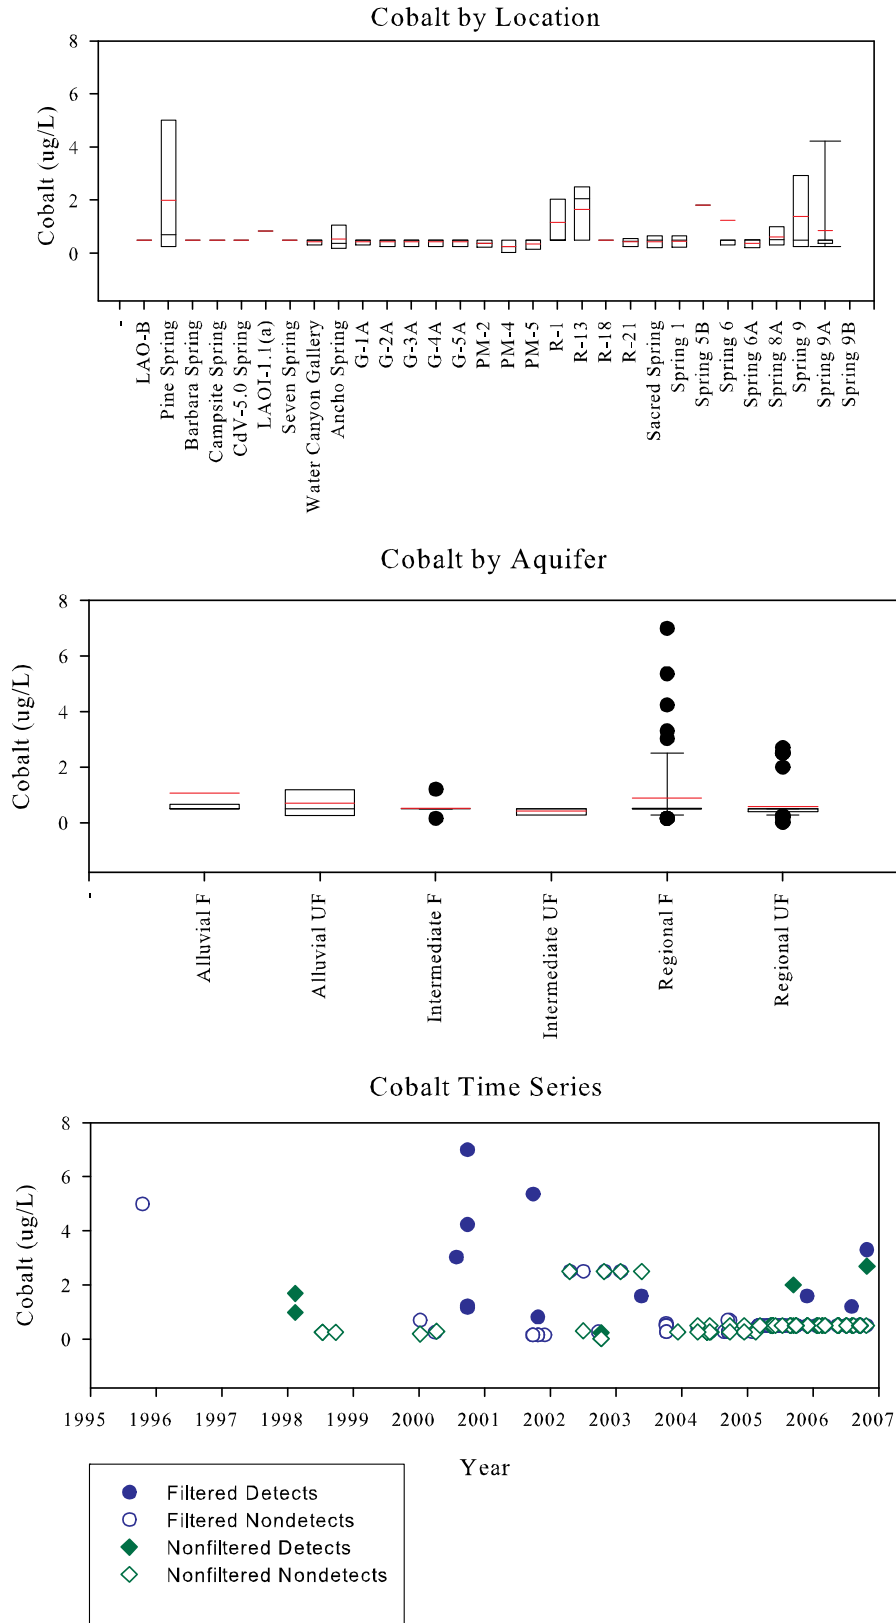 Cobalt by Location
Cobalt (ug/L)
8
6
4
2
0
-
LAO-B
Pine Spring
Barbara Spring
Campsite Spring
CdV-5.0 Spring
LAOI-1.1(a)
Seven Spring
Water Canyon Gallery
Ancho Spring
G-1A
G-2A
G-3A
G-4A
G-5A
PM-2
PM-4
PM-5
R-1
R-13
R-18
R-21
Sacred Spring
Spring 1
Spring 5B
Spring 6
Spring 6A
Spring 8A
Spring 9
Spring 9A
Spring 9B
Cobalt by Aquifer
Cobalt (ug/L)
8
6
4
2
0
-
Alluvial F
Alluvial UF
Intermediate F
Intermediate UF
Regional F
Regional UF
Cobalt Time Series
Cobalt (ug/L)
8
6
4
2
0
1995 1996 1997 1998 1999 2000 2001 2002 2003 2004 2005 2006 2007
Year
Filtered Detects
Filtered Nondetects
Nonfiltered Detects
Nonfiltered Nondetects